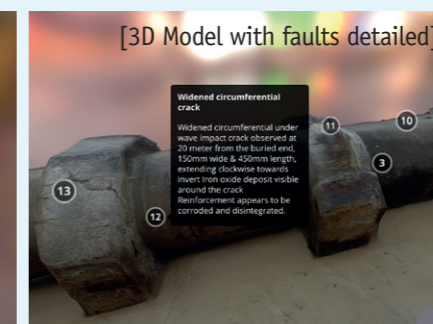 [3D Model with faults detailed]
Widened circumferential
crack
Widened circumferential under
wave impact crack observed at
20 meter from the buried end,
150mm wide & 450mm length,
extending clockwise towards
invert Iron oxide deposit visible
around the crack
Reinforcement appears to be
corroded and disintegrated.
11
10
3
13
12